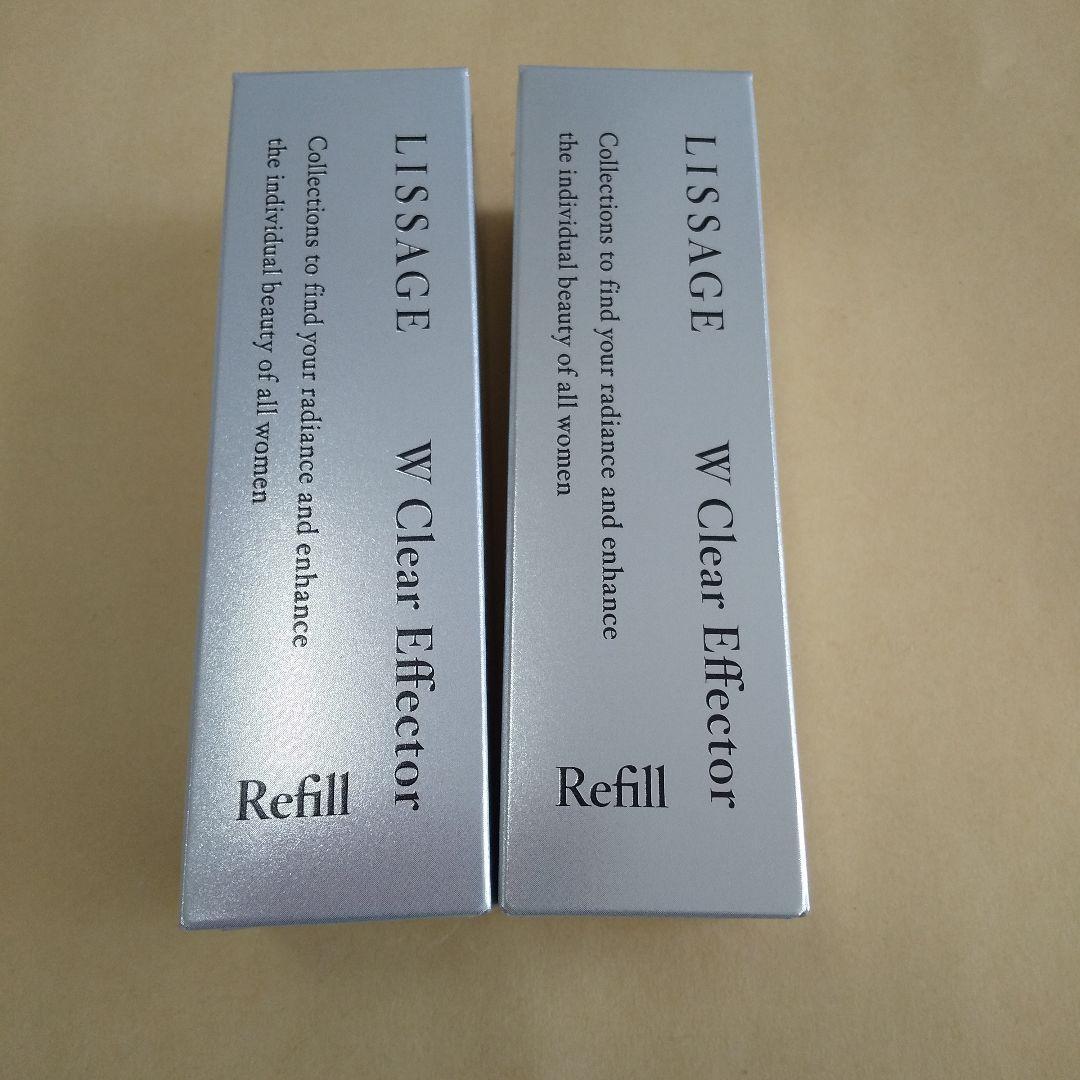 LISSAGE
W Clear Effector
Collections to find your radiance and enhance
the individual beauty of all women
Refill
LISSAGE
W Clear Effector
Collections to find your radiance and enhance
the individual beauty of all women
Refill